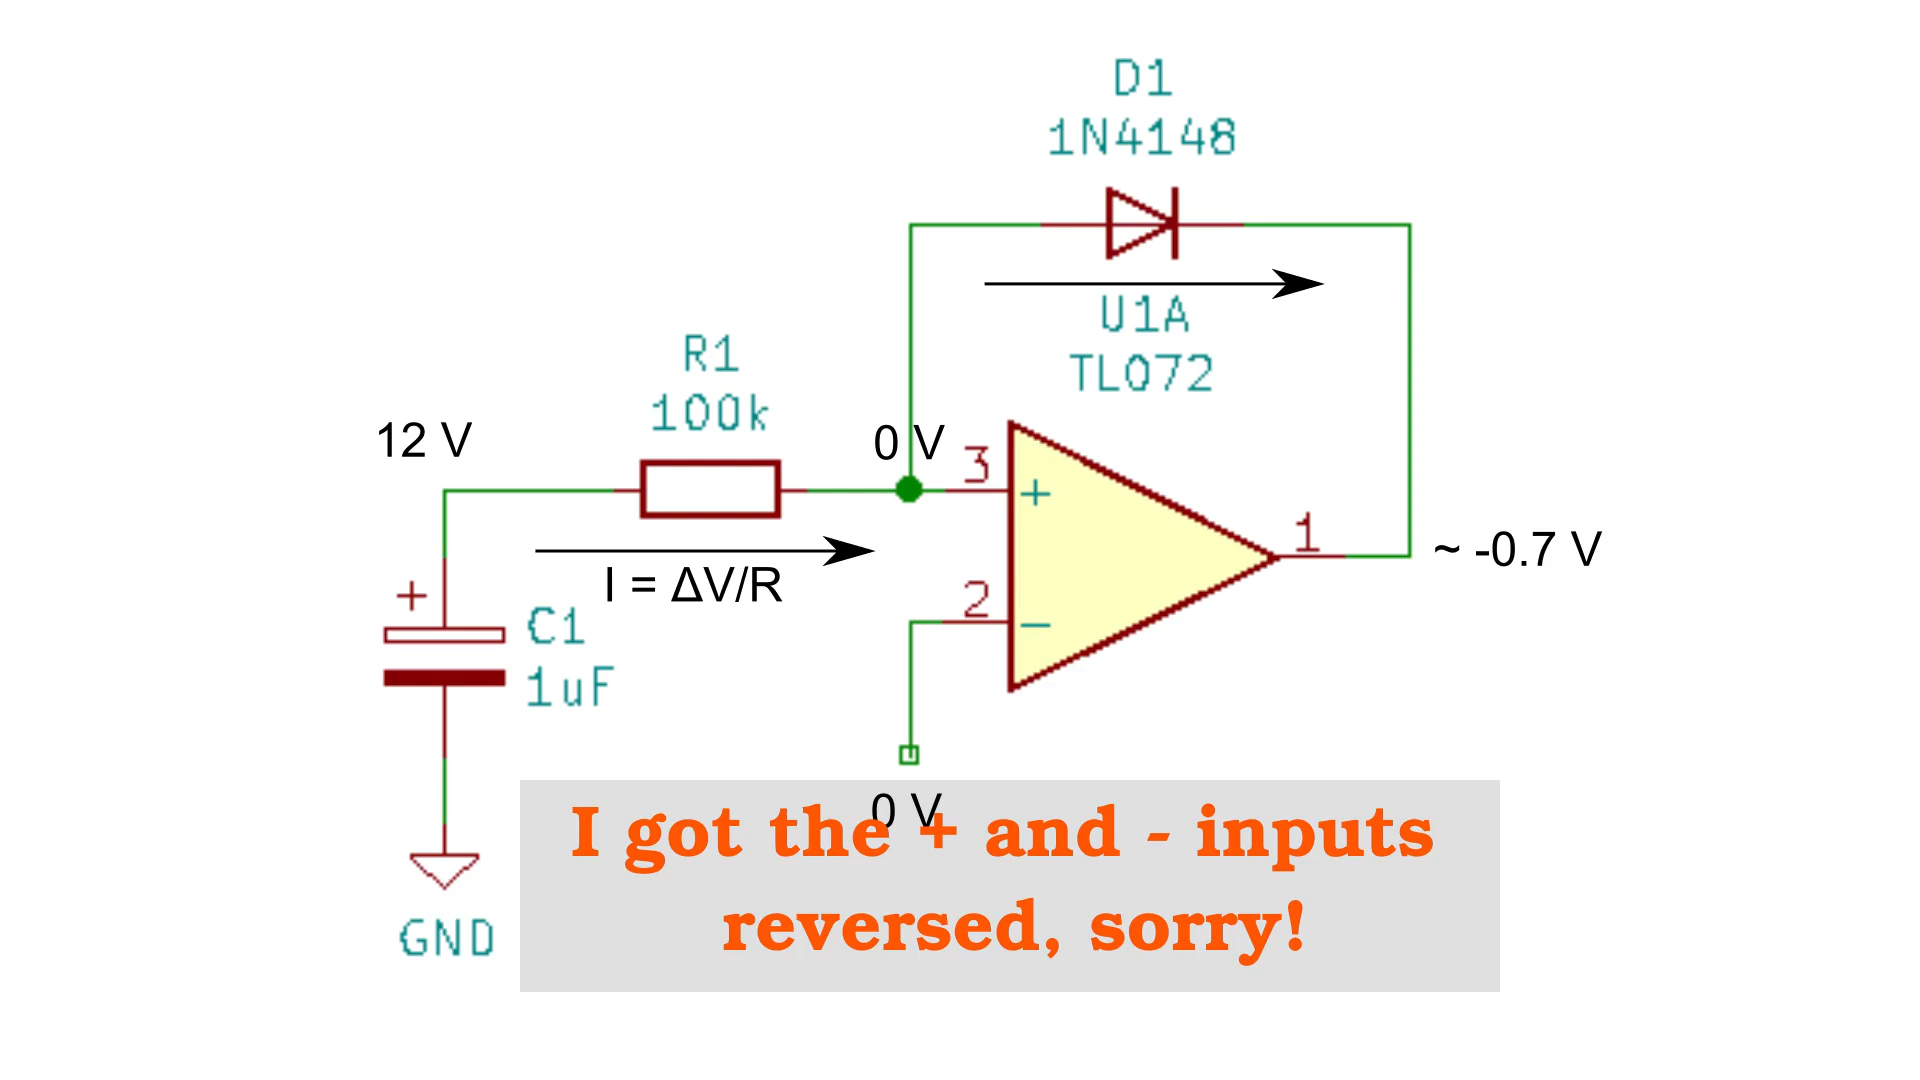 D1
1N4148
U1A
TL072
R1
100k
12 V
0 V
3
+
1
~ -0.7 V
I = ΔV/R
+
2
−
C1
1uF
0 V
I got the + and - inputs
reversed, sorry!
GND